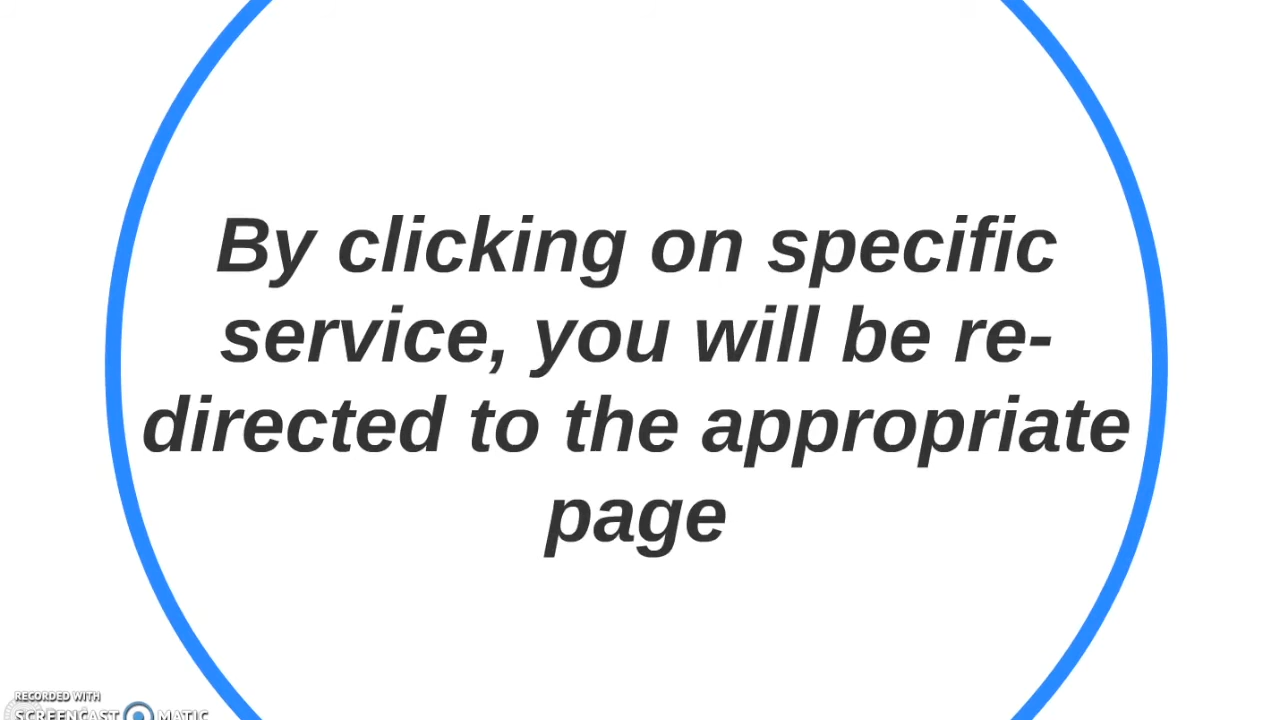 By clicking on specific
service, you will be re-
directed to the appropriate
page
RECORDED WITH
SCREENCAST MATIC